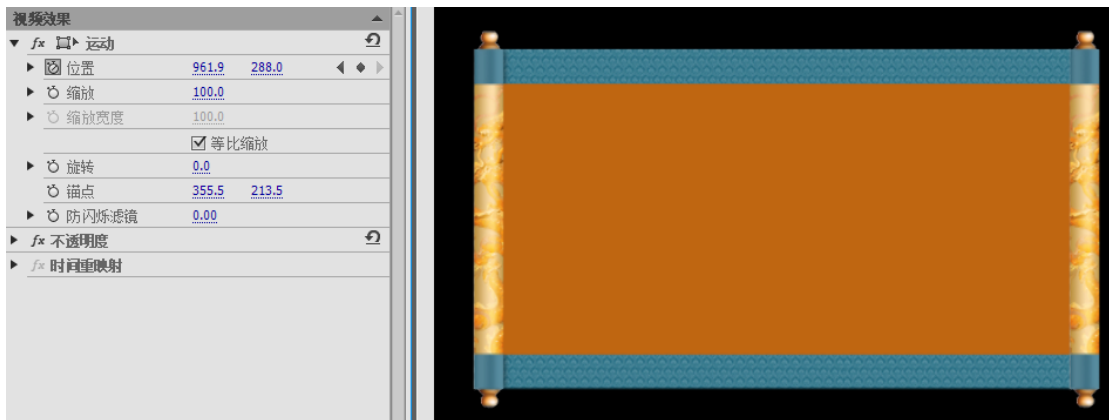 视频效果
fx 运动
位置 961.9 288.0
缩放 100.0
缩放宽度 100.0
等比缩放
旋转 0.0
锚点 355.5 213.5
防闪烁滤镜 0.00
fx 不透明度
fx 时间重映射